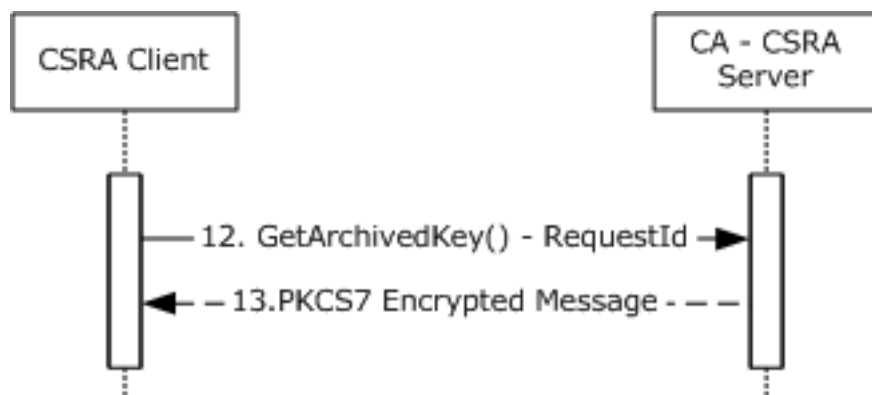 CSRA Client
CA - CSRA
Server
12. GetArchivedKey() - RequestId
13.PKCS7 Encrypted Message